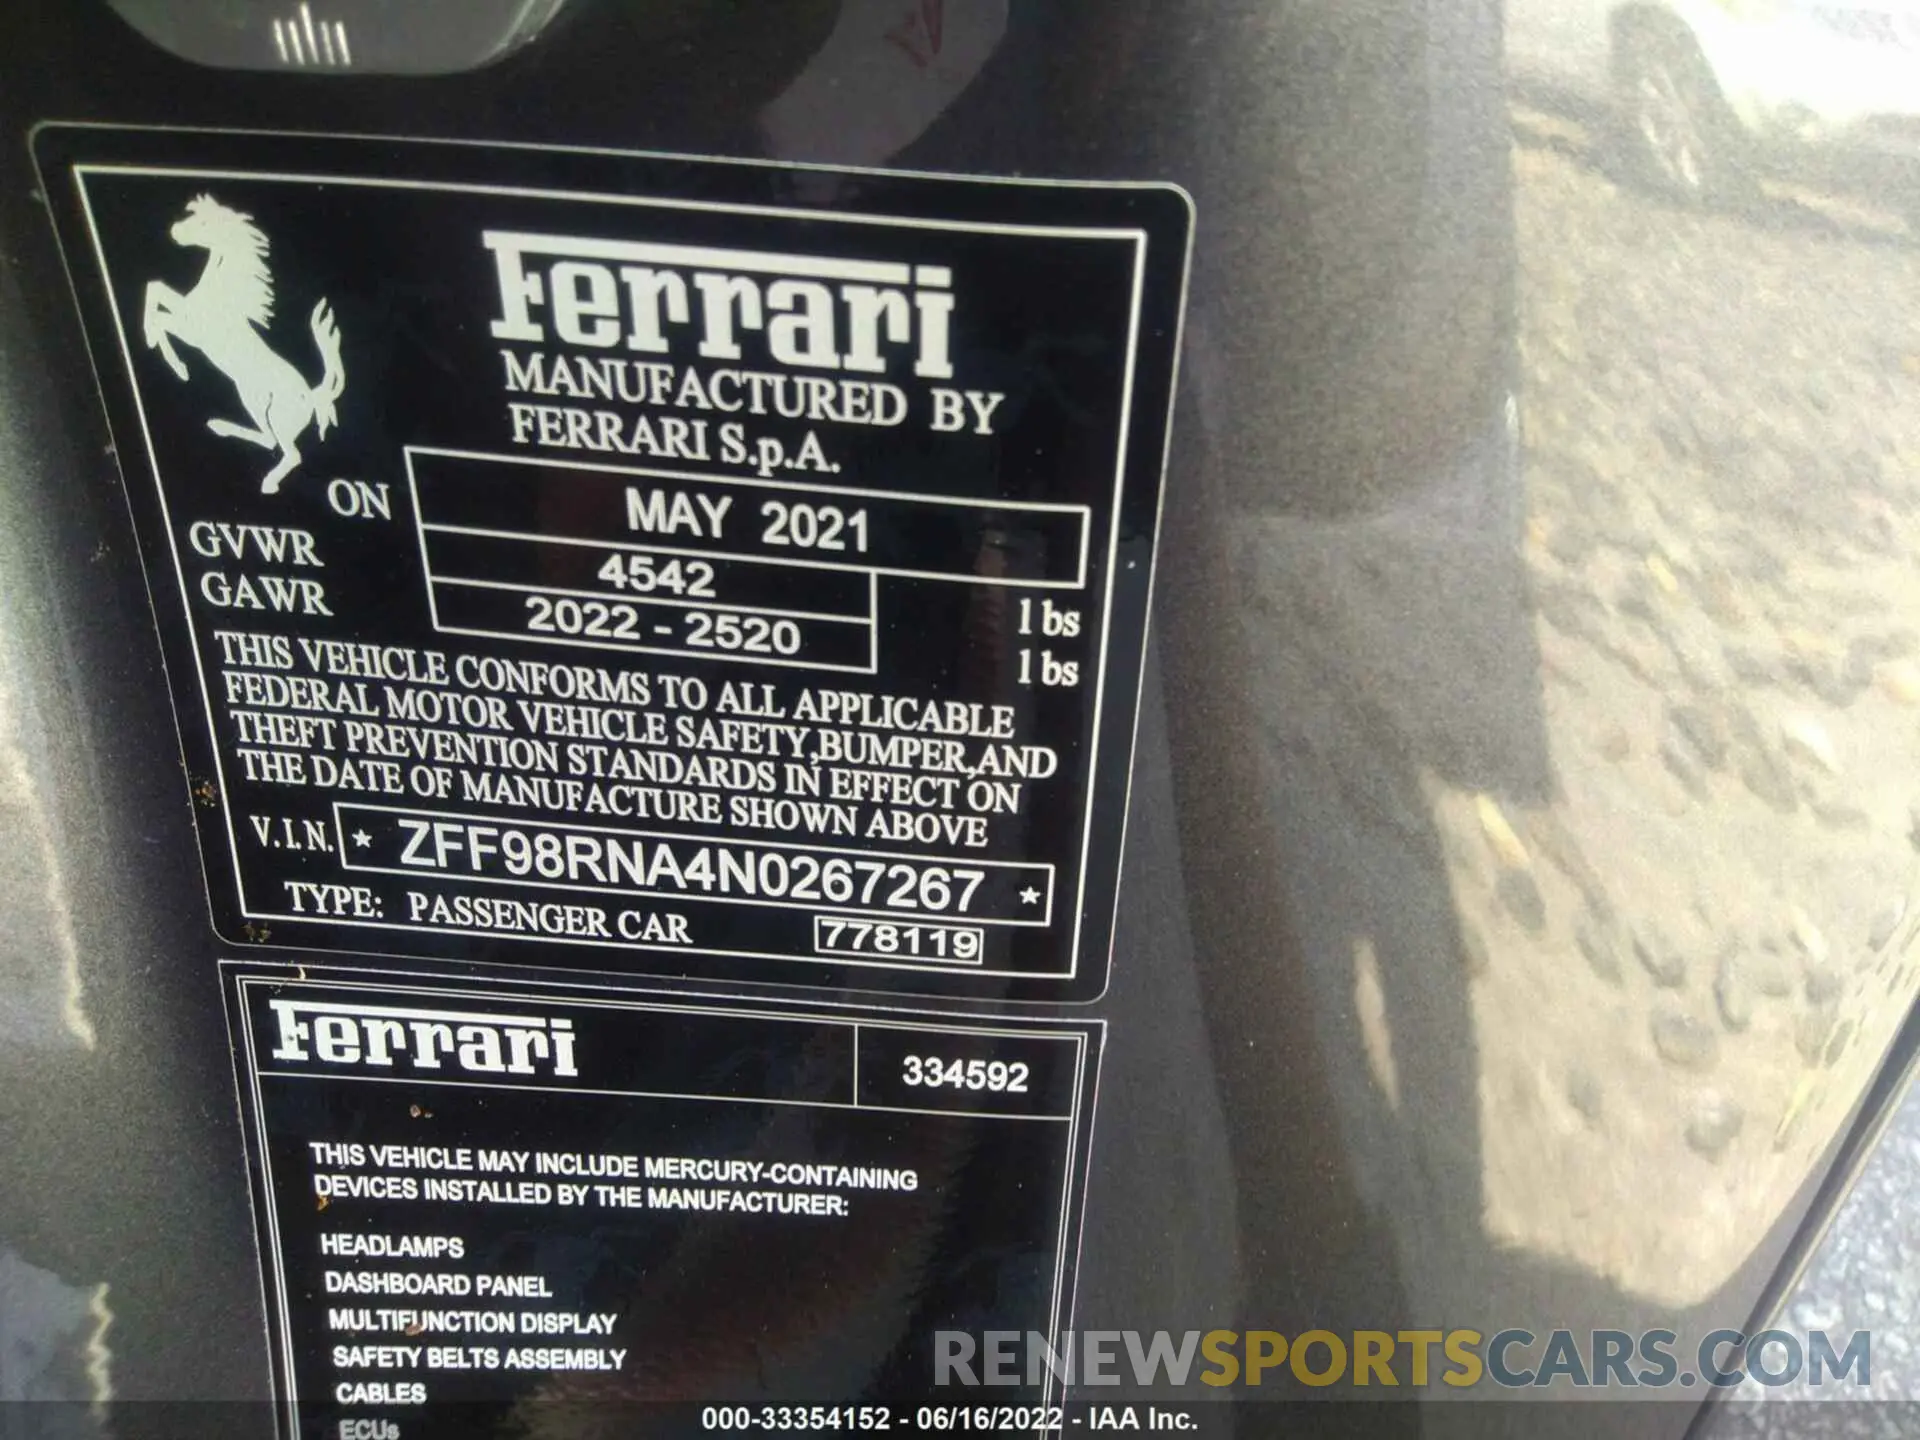 Ferrari
MANUFACTURED BY
FERRARI S.p.A.
ON MAY 2021
GVWR 4542 lbs
GAWR 2022 - 2520 lbs
THIS VEHICLE CONFORMS TO ALL APPLICABLE
FEDERAL MOTOR VEHICLE SAFETY,BUMPER,AND
THEFT PREVENTION STANDARDS IN EFFECT ON
THE DATE OF MANUFACTURE SHOWN ABOVE
V.I.N. ★ ZFF98RNA4N0267267 ★
TYPE: PASSENGER CAR 778119
Ferrari 334592
THIS VEHICLE MAY INCLUDE MERCURY-CONTAINING
DEVICES INSTALLED BY THE MANUFACTURER:
HEADLAMPS
DASHBOARD PANEL
MULTIFUNCTION DISPLAY
SAFETY BELTS ASSEMBLY
CABLES
ECUs
RENEWSPORTSCARS.COM
000-33354152 - 06/16/2022 - IAA Inc.